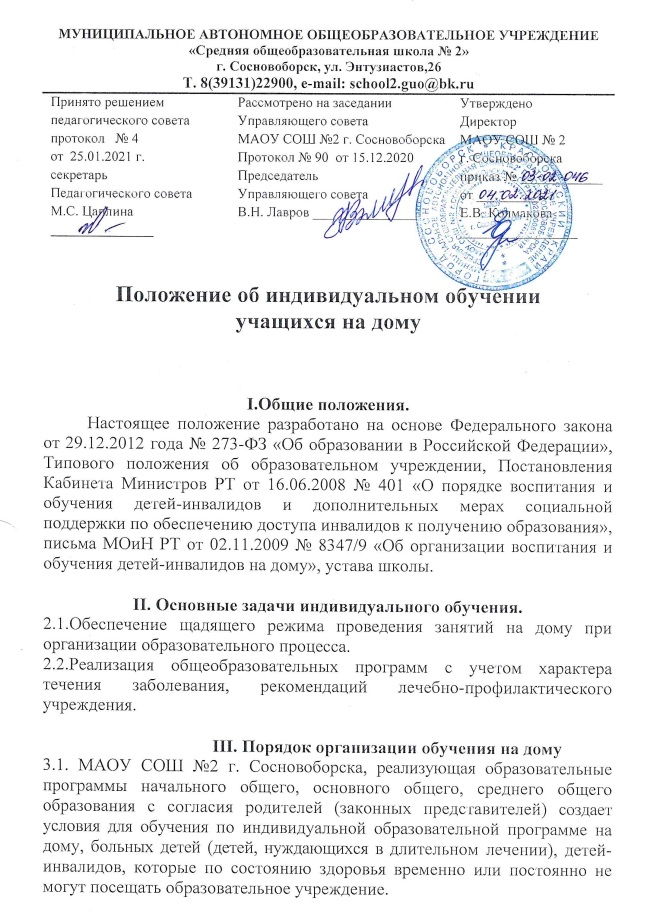 МУНИЦИПАЛЬНОЕ АВТОНОМНОЕ ОБЩЕОБРАЗОВАТЕЛЬНОЕ УЧРЕЖДЕНИЕ
«Средняя общеобразовательная школа № 2»
г. Сосновоборск, ул. Энтузиастов,26
Т. 8(39131)22900, e-mail: school2.guo@bk.ru
Принято решением
педагогического совета
протокол № 4
от 25.01.2021 г.
секретарь
Педагогического совета
М.С. Цаплина
Рассмотрено на заседании
Управляющего совета
МАОУ СОШ №2 г. Сосновоборска
Протокол № 90 от 15.12.2020
Председатель
Управляющего совета
В.Н. Лавров
Утверждено
Директор
МАОУ СОШ № 2
г. Сосновоборска
приказ № 03-02-046
от 04.02.2021
Е.В. Колмакова
Положение об индивидуальном обучении
учащихся на дому
I.Общие положения.
Настоящее положение разработано на основе Федерального закона
от 29.12.2012 года № 273-ФЗ «Об образовании в Российской Федерации»,
Типового положения об образовательном учреждении, Постановления
Кабинета Министров РТ от 16.06.2008 № 401 «О порядке воспитания и
обучения детей-инвалидов и дополнительных мерах социальной
поддержки по обеспечению доступа инвалидов к получению образования»,
письма МОиН РТ от 02.11.2009 № 8347/9 «Об организации воспитания и
обучения детей-инвалидов на дому», устава школы.
II. Основные задачи индивидуального обучения.
2.1.Обеспечение щадящего режима проведения занятий на дому при
организации образовательного процесса.
2.2.Реализация общеобразовательных программ с учетом характера
течения заболевания, рекомендаций лечебно-профилактического
учреждения.
III. Порядок организации обучения на дому
3.1. МАОУ СОШ №2 г. Сосновоборска, реализующая образовательные
программы начального общего, основного общего, среднего общего
образования с согласия родителей (законных представителей) создает
условия для обучения по индивидуальной образовательной программе на
дому, больных детей (детей, нуждающихся в длительном лечении), детей-
инвалидов, которые по состоянию здоровья временно или постоянно не
могут посещать образовательное учреждение.